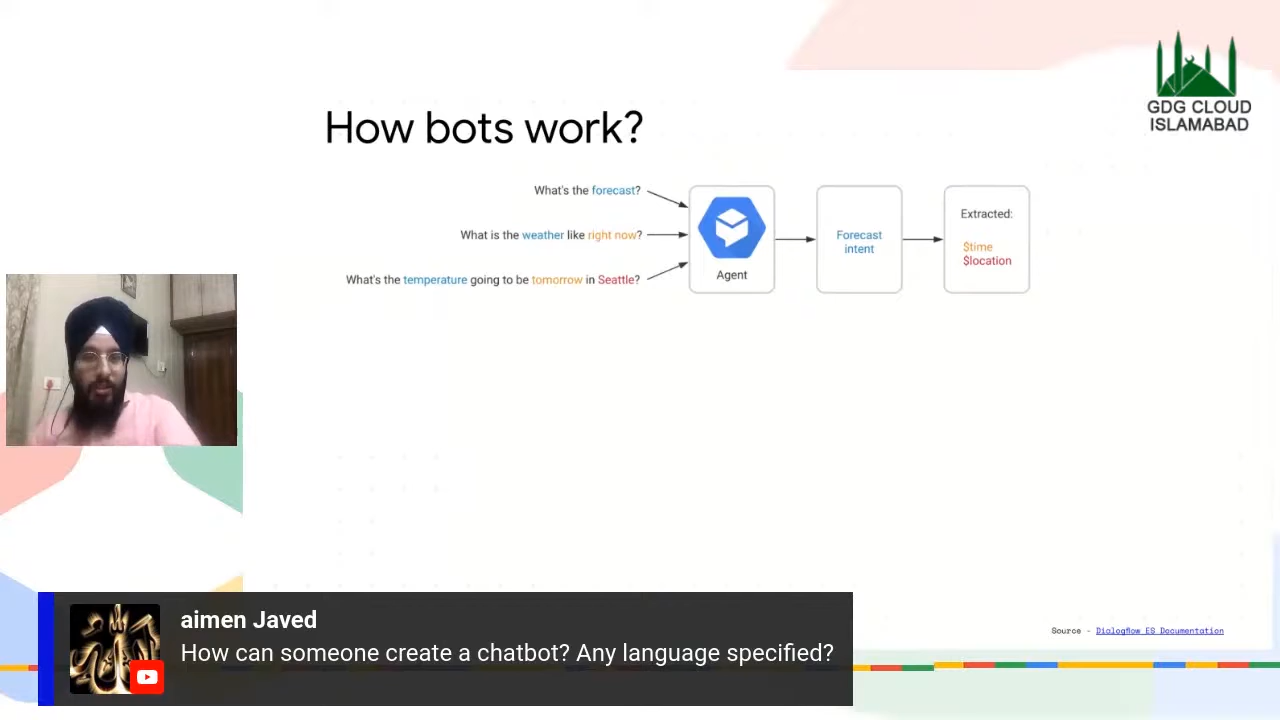 GDG CLOUD
ISLAMABAD
How bots work?
What's the forecast?
What is the weather like right now?
What's the temperature going to be tomorrow in Seattle?
Agent
Forecast
intent
Extracted:
$time
$location
Source - Dialogflow ES Documentation
aimen Javed
How can someone create a chatbot? Any language specified?